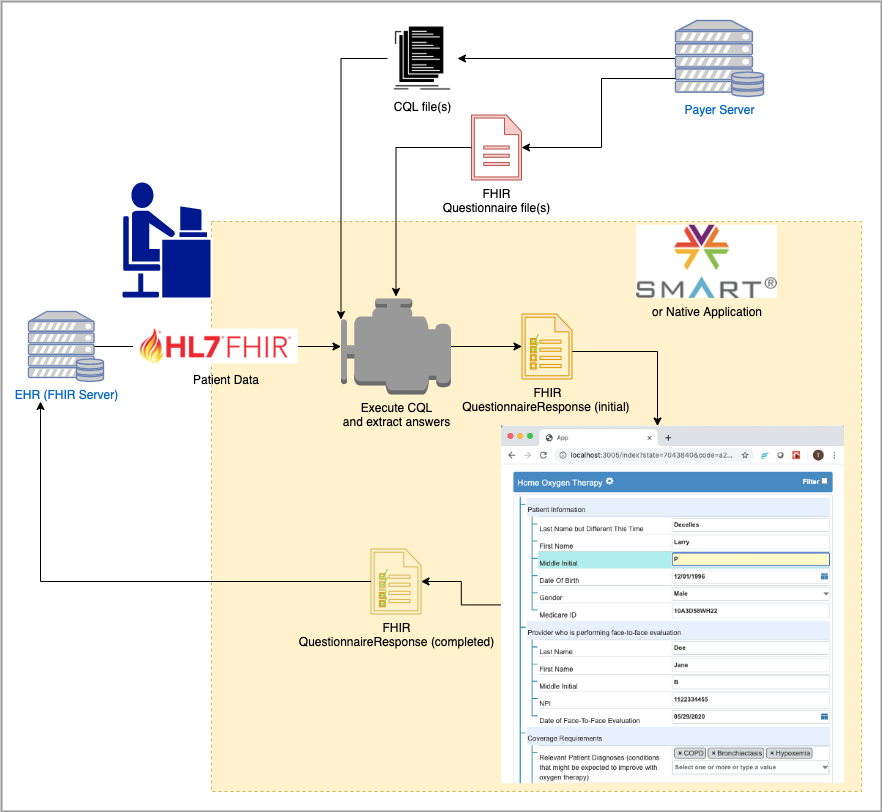 CQL file(s)
Payer Server
FHIR
Questionnaire file(s)
SMART®
or Native Application
HL7® FHIR®
Patient Data
EHR (FHIR Server)
Execute CQL
and extract answers
FHIR
QuestionnaireResponse (initial)
App
localhost:3005/index?state=7043840&code=a2...
Home Oxygen Therapy
Filter
Patient Information
Last Name but Different This Time
Decelles
First Name
Larry
Middle Initial
P
Date Of Birth
12/01/1996
Gender
Male
Medicare ID
10A3D58WH22
Provider who is performing face-to-face evaluation
Last Name
Doe
First Name
Jane
Middle Initial
B
NPI
1122334455
Date of Face-To-Face Evaluation
05/29/2020
Coverage Requirements
Relevant Patient Diagnoses (conditions
that might be expected to improve with
oxygen therapy)
× COPD × Bronchiectasis × Hypoxemia
Select one or more or type a value
FHIR
QuestionnaireResponse (completed)